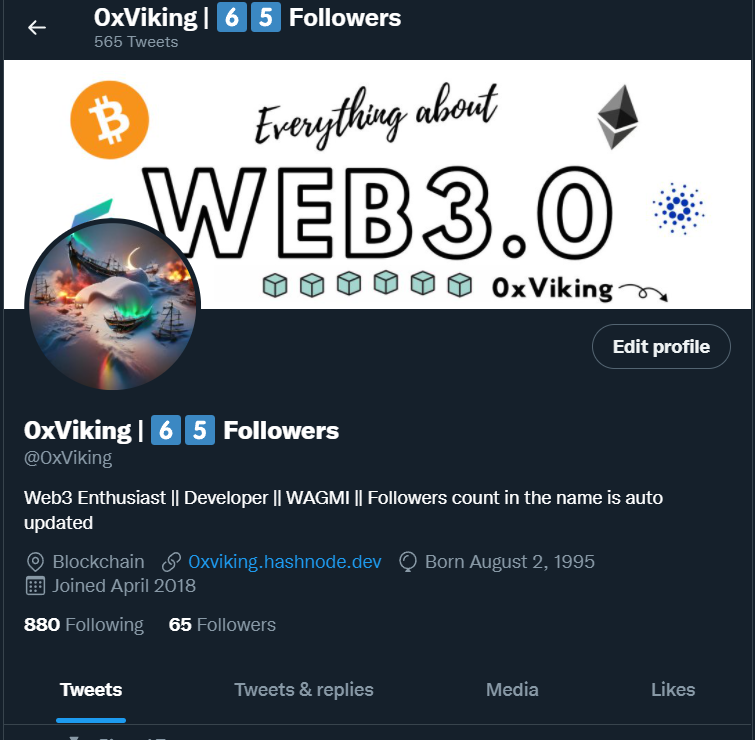 0xViking | 6️⃣ 5️⃣ Followers
565 Tweets
Everything about
WEB3.0
0xViking
Edit profile
0xViking | 6️⃣ 5️⃣ Followers
@0xViking
Web3 Enthusiast || Developer || WAGMI || Followers count in the name is auto
updated
Blockchain 0xviking.hashnode.dev Born August 2, 1995
Joined April 2018
880 Following 65 Followers
Tweets Tweets & replies Media Likes